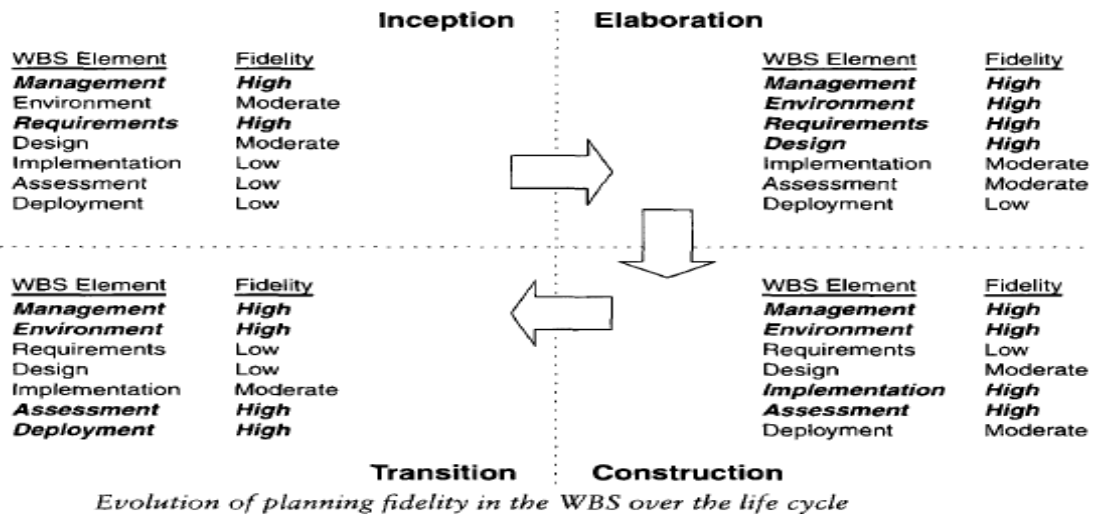 Inception
WBS Element Fidelity
Management High
Environment Moderate
Requirements High
Design Moderate
Implementation Low
Assessment Low
Deployment Low
Elaboration
WBS Element Fidelity
Management High
Environment High
Requirements High
Design High
Implementation Moderate
Assessment Moderate
Deployment Low
WBS Element Fidelity
Management High
Environment High
Requirements Low
Design Low
Implementation Moderate
Assessment High
Deployment High
Transition
WBS Element Fidelity
Management High
Environment High
Requirements Low
Design Moderate
Implementation High
Assessment High
Deployment Moderate
Construction
Evolution of planning fidelity in the WBS over the life cycle